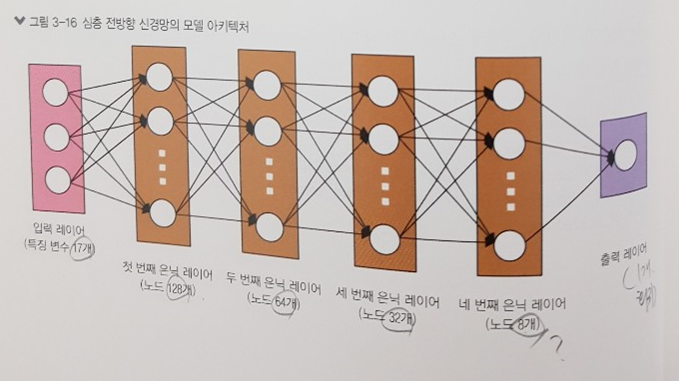 그림 3-16 심층 전방향 신경망의 모델 아키텍처
입력 레이어
(특징 변수 17개)
첫 번째 은닉 레이어
(노드 128개)
두 번째 은닉 레이어
(노드 64개)
세 번째 은닉 레이어
(노드 32개)
네 번째 은닉 레이어
(노드 8개)
출력 레이어